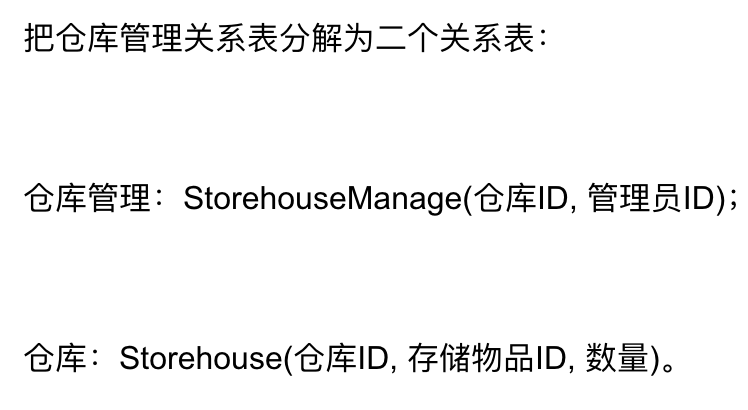 把仓库管理关系表分解为二个关系表：
仓库管理：StorehouseManage(仓库ID, 管理员ID)；
仓库：Storehouse(仓库ID, 存储物品ID, 数量)。